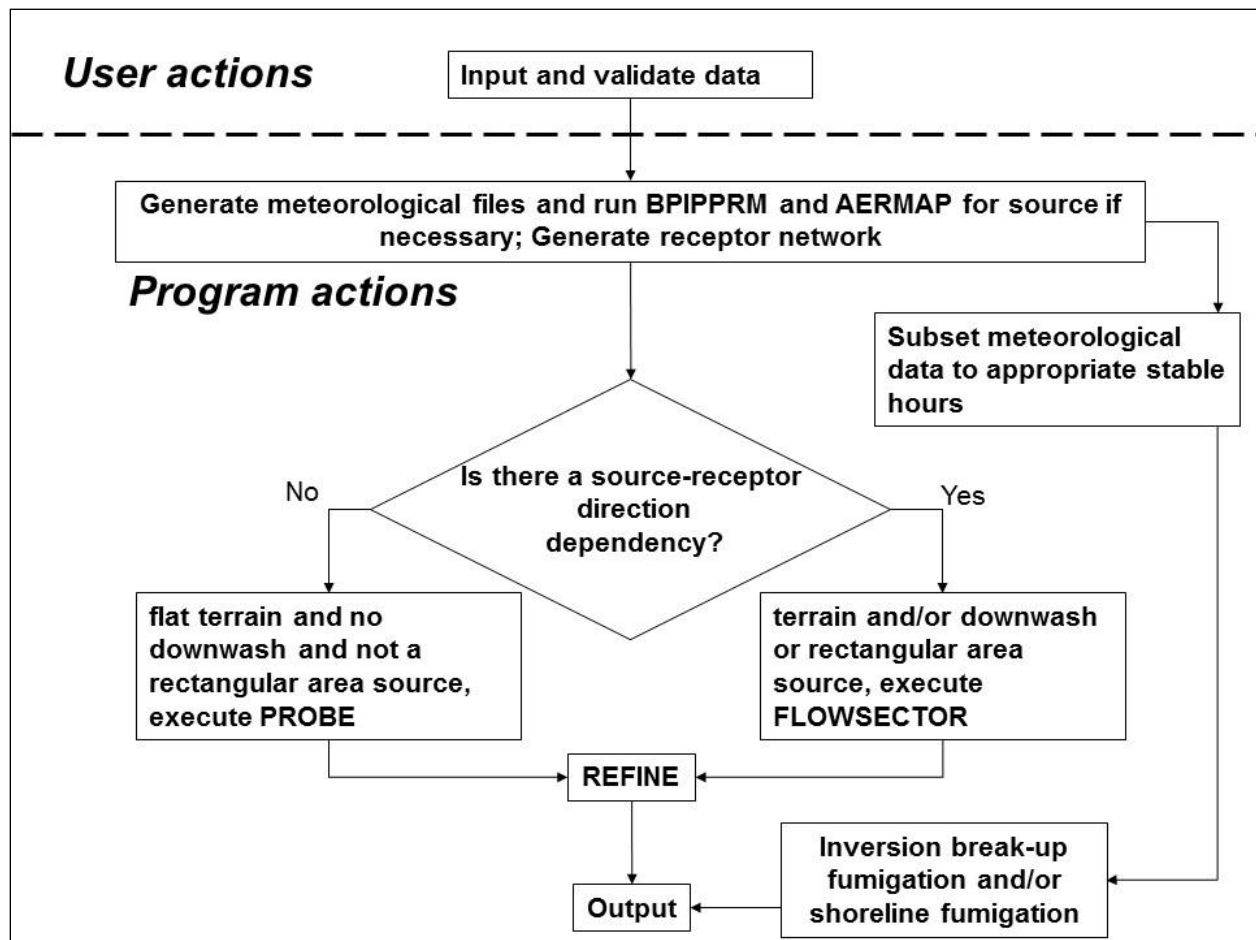 User actions
Input and validate data
Generate meteorological files and run BPIPPRM and AERMAP for source if
necessary; Generate receptor network
Program actions
Subset meteorological
data to appropriate stable
hours
Is there a source-receptor
direction
dependency?
No
Yes
flat terrain and no
downwash and not a
rectangular area source,
execute PROBE
terrain and/or downwash
or rectangular area
source, execute
FLOWSECTOR
REFINE
Inversion break-up
fumigation and/or
shoreline fumigation
Output